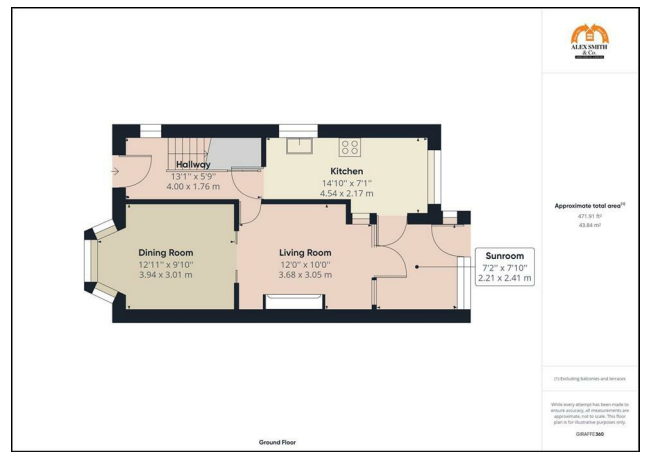 ALEX SMITH
& Co.
Approximate total area(1)
471.91 ft²
43.84 m²
Hallway
13'1" x 5'9"
4.00 x 1.76 m
Kitchen
14'10" x 7'1"
4.54 x 2.17 m
Dining Room
12'11" x 9'10"
3.94 x 3.01 m
Living Room
12'0" x 10'0"
3.68 x 3.05 m
Sunroom
7'2" x 7'10"
2.21 x 2.41 m
(1) Excluding balconies and terraces
While every attempt has been made to
ensure accuracy, all measurements are
approximate, not to scale. This floor
plan is for illustrative purposes only.
GIRAFFE360
Ground Floor